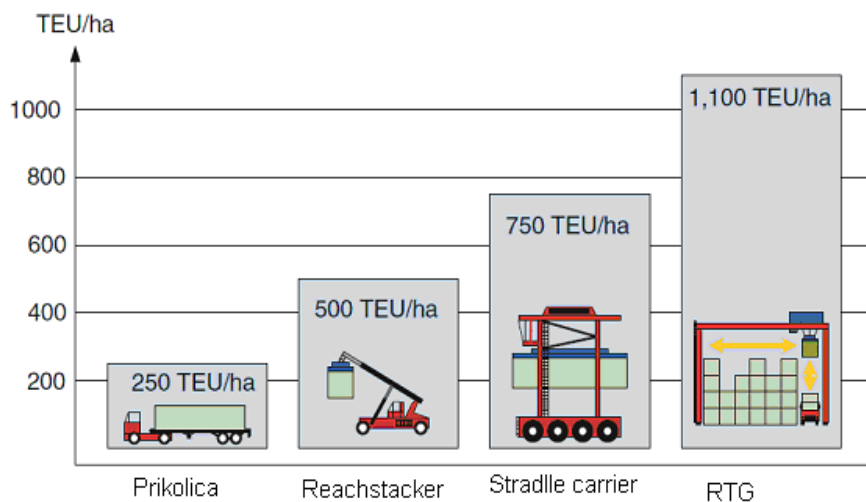 TEU/ha
1000
800
600
400
200
250 TEU/ha
500 TEU/ha
750 TEU/ha
1,100 TEU/ha
Prikolica
Reachstacker
Stradlle carrier
RTG